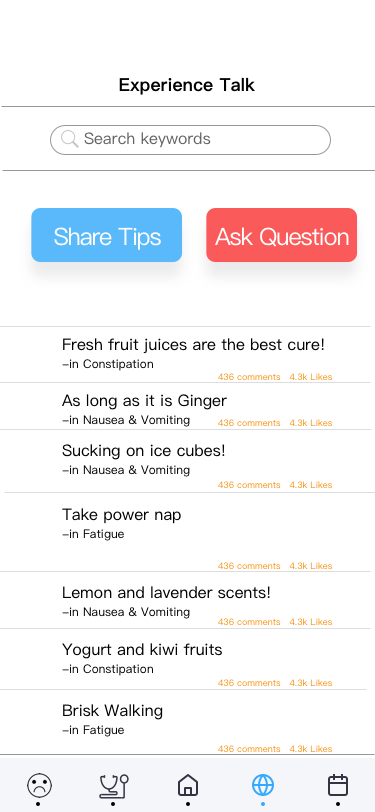 Experience Talk
Search keywords
Share Tips
Ask Question
Fresh fruit juices are the best cure!
-in Constipation
436 comments 4.3k Likes
As long as it is Ginger
-in Nausea & Vomiting
436 comments 4.3k Likes
Sucking on ice cubes!
-in Nausea & Vomiting
436 comments 4.3k Likes
Take power nap
-in Fatigue
436 comments 4.3k Likes
Lemon and lavender scents!
-in Nausea & Vomiting
436 comments 4.3k Likes
Yogurt and kiwi fruits
-in Constipation
436 comments 4.3k Likes
Brisk Walking
-in Fatigue
436 comments 4.3k Likes